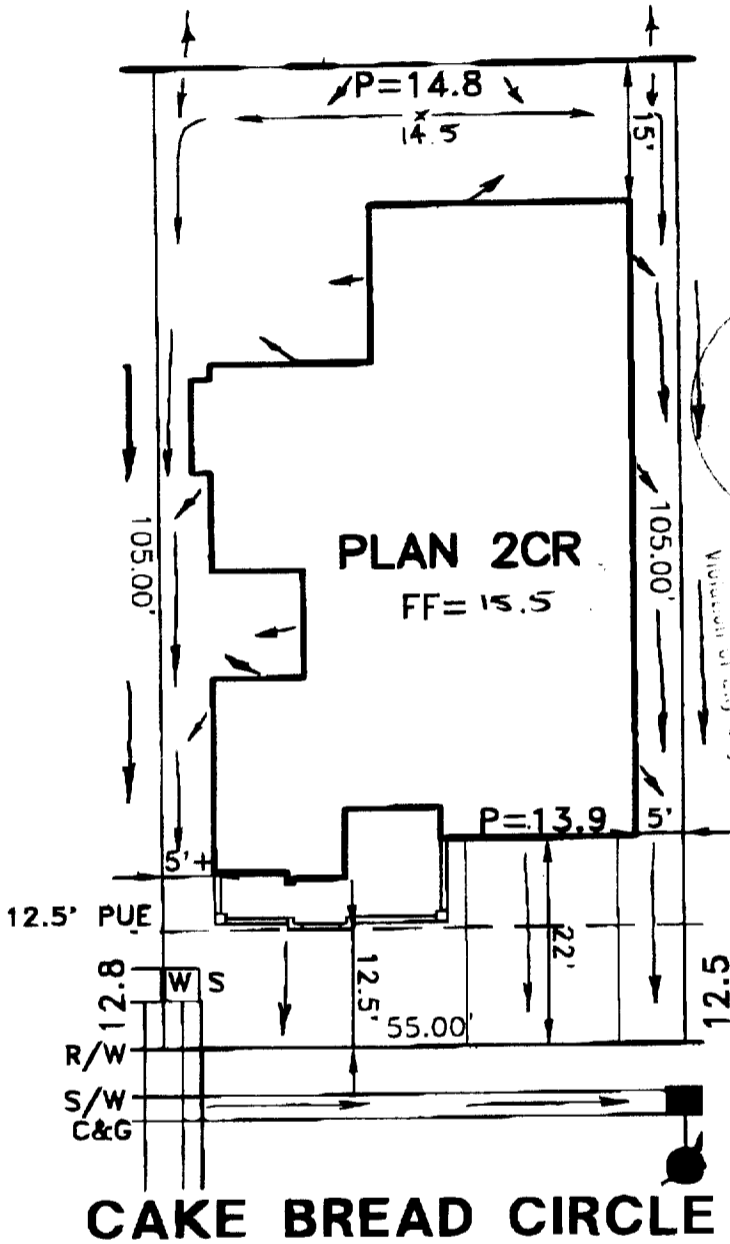 P=14.8
14.5
15'
105.00'
PLAN 2CR
FF= 15.5
105.00'
P=13.9
5'
5'+
12.5' PUE
22'
12.5'
12.8
W S
12.5
55.00'
R/W
S/W
C&G
CAKE BREAD CIRCLE